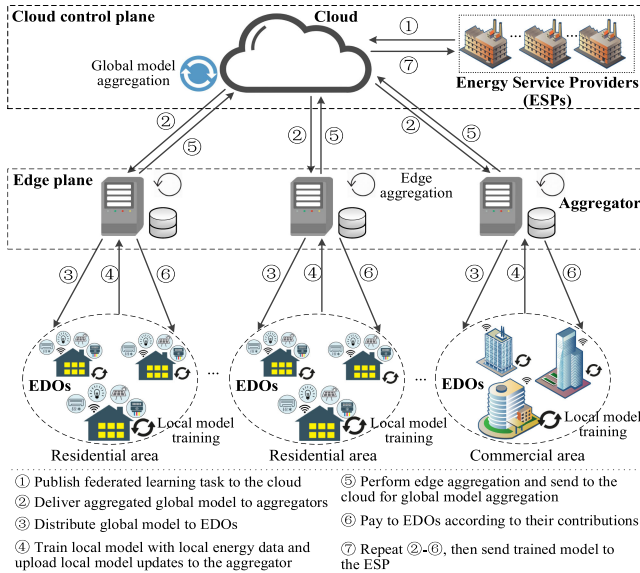 Cloud control plane
Cloud
①
⑦
Global model
aggregation
Energy Service Providers
(ESPs)
②
⑤
②
⑤
②
⑤
Edge plane
Edge
aggregation
Aggregator
③
④
⑥
③
④
⑥
③
④
⑥
EDOs
Local model
training
Residential area
...
EDOs
Local model
training
Residential area
...
EDOs
Local model
training
Commercial area
① Publish federated learning task to the cloud
② Deliver aggregated global model to aggregators
③ Distribute global model to EDOs
④ Train local model with local energy data and
upload local model updates to the aggregator
⑤ Perform edge aggregation and send to the
cloud for global model aggregation
⑥ Pay to EDOs according to their contributions
⑦ Repeat ②-⑥, then send trained model to
the ESP